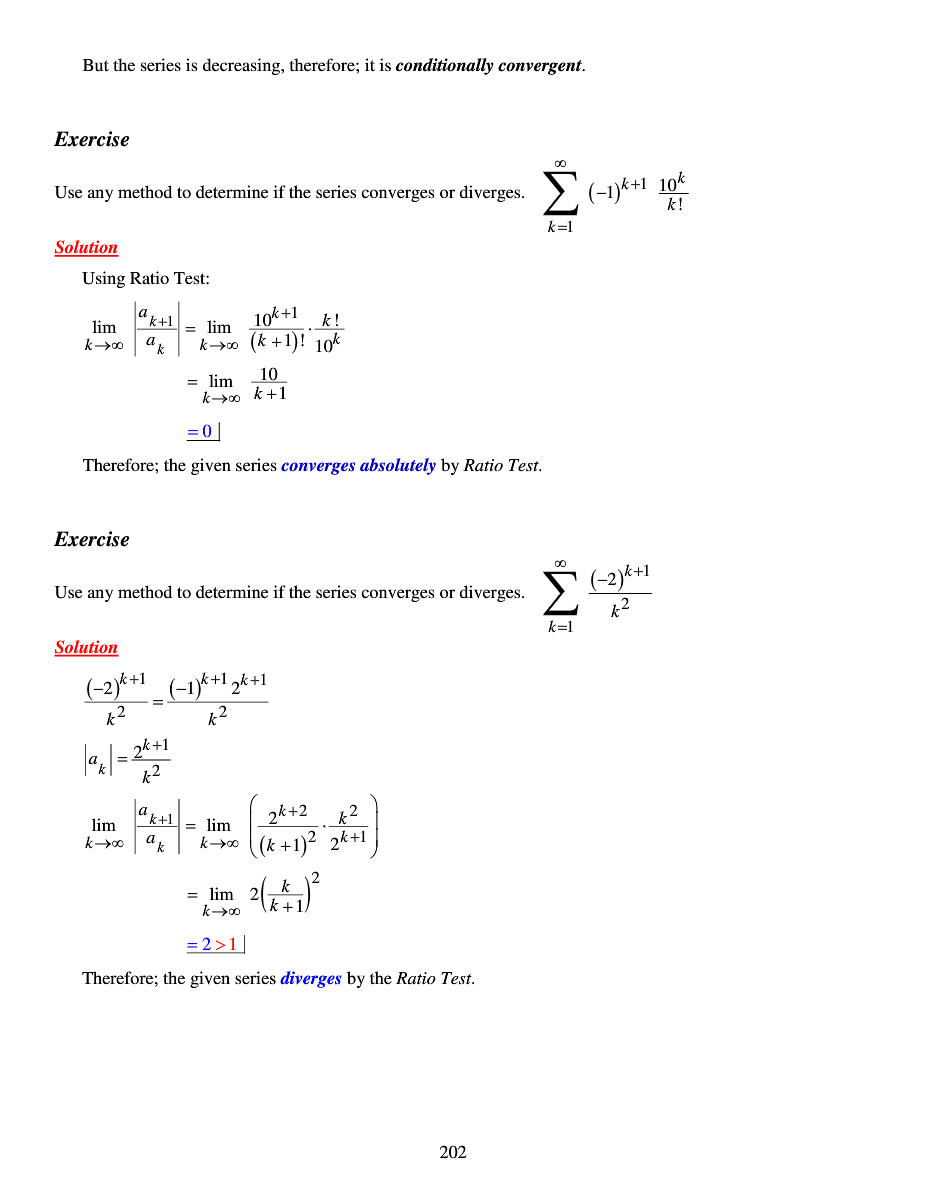 But the series is decreasing, therefore; it is conditionally convergent.
Exercise
Use any method to determine if the series converges or diverges. $\sum_{k=1}^{\infty} (-1)^{k+1} \frac{10^k}{k!}$
Solution
Using Ratio Test:
$\lim_{k \to \infty} \left| \frac{a_{k+1}}{a_k} \right| = \lim_{k \to \infty} \frac{10^{k+1}}{(k+1)!} \cdot \frac{k!}{10^k}$
$= \lim_{k \to \infty} \frac{10}{k+1}$
$= 0$
Therefore; the given series converges absolutely by Ratio Test.
Exercise
Use any method to determine if the series converges or diverges. $\sum_{k=1}^{\infty} \frac{(-2)^{k+1}}{k^2}$
Solution
$\frac{(-2)^{k+1}}{k^2} = \frac{(-1)^{k+1} 2^{k+1}}{k^2}$
$|a_k| = \frac{2^{k+1}}{k^2}$
$\lim_{k \to \infty} \left| \frac{a_{k+1}}{a_k} \right| = \lim_{k \to \infty} \left( \frac{2^{k+2}}{(k+1)^2} \cdot \frac{k^2}{2^{k+1}} \right)$
$= \lim_{k \to \infty} 2 \left( \frac{k}{k+1} \right)^2$
$= 2 > 1$
Therefore; the given series diverges by the Ratio Test.
202